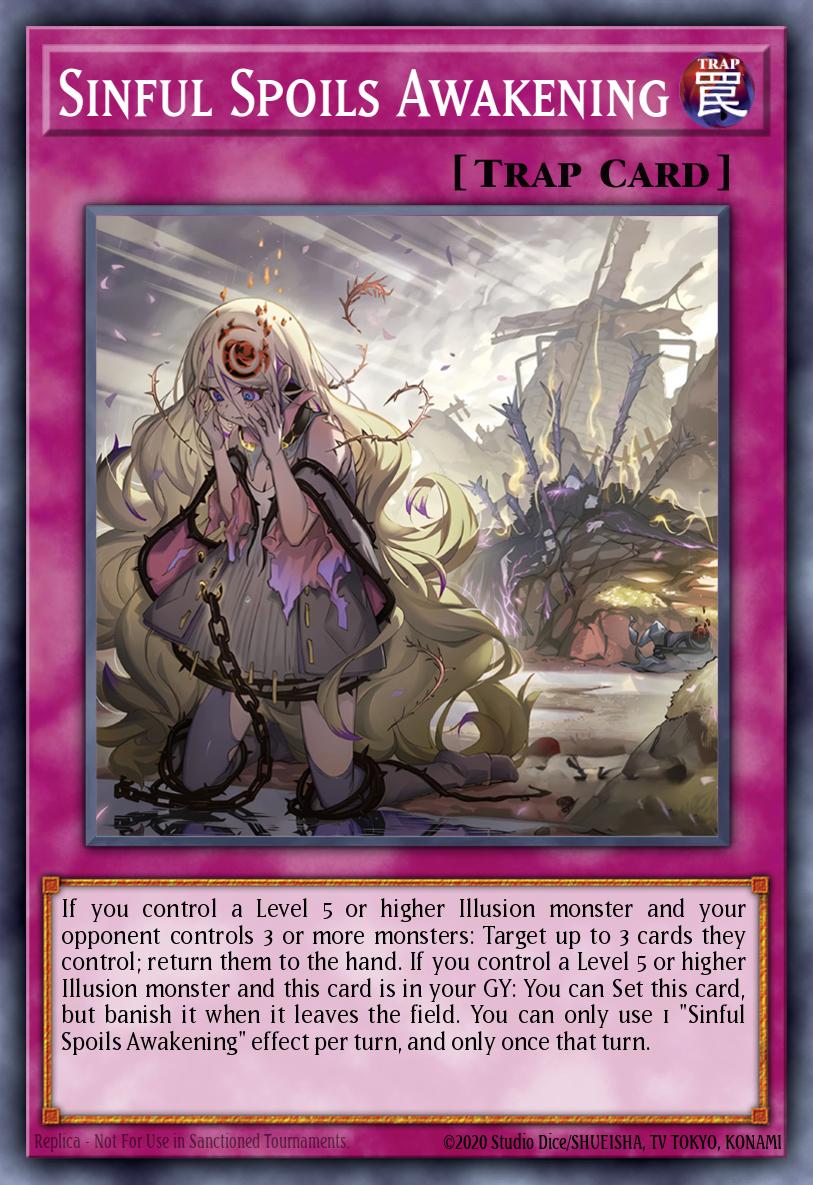 Sinful Spoils Awakening
TRAP
罠
[Trap Card]
If you control a Level 5 or higher Illusion monster and your
opponent controls 3 or more monsters: Target up to 3 cards they
control; return them to the hand. If you control a Level 5 or higher
Illusion monster and this card is in your GY: You can Set this card,
but banish it when it leaves the field. You can only use 1 "Sinful
Spoils Awakening" effect per turn, and only once that turn.
Replica - Not For Use in Sanctioned Tournaments.
©2020 Studio Dice/SHUEISHA, TV TOKYO, KONAMI